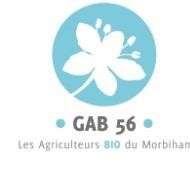 • GAB 56 •
Les Agriculteurs BIO du Morbihan